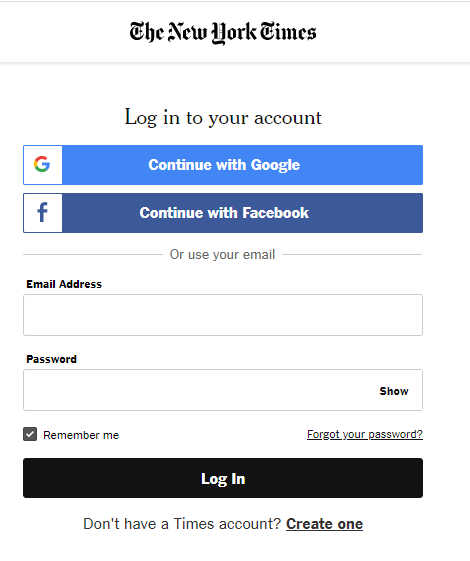 The New York Times
Log in to your account
Continue with Google
Continue with Facebook
Or use your email
Email Address
Password
Show
Remember me Forgot your password?
Log In
Don't have a Times account? Create one